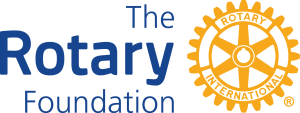 The
Rotary
Foundation
ROTARY
INTERNATIONAL
®